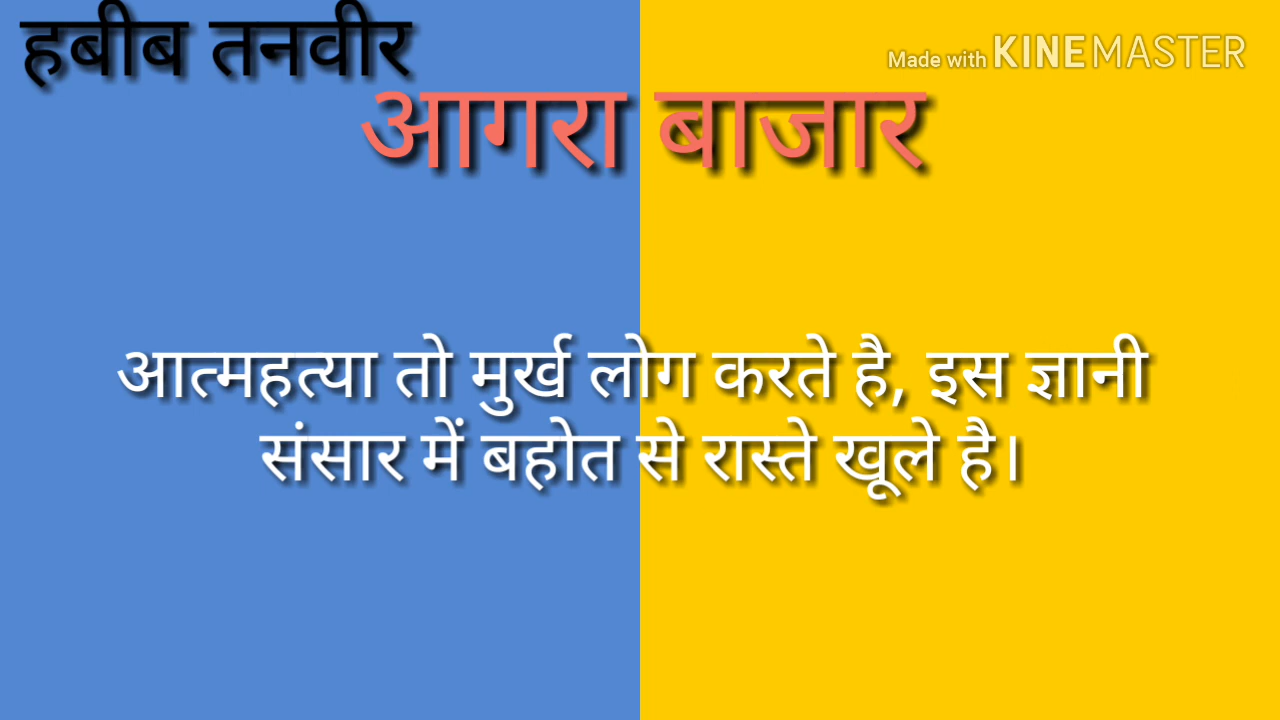 हबीब तनवीर
Made with KINEMASTER
आगरा बाजार
आत्महत्या तो मुर्ख लोग करते है, इस ज्ञानी
संसार में बहोत से रास्ते खूले है।